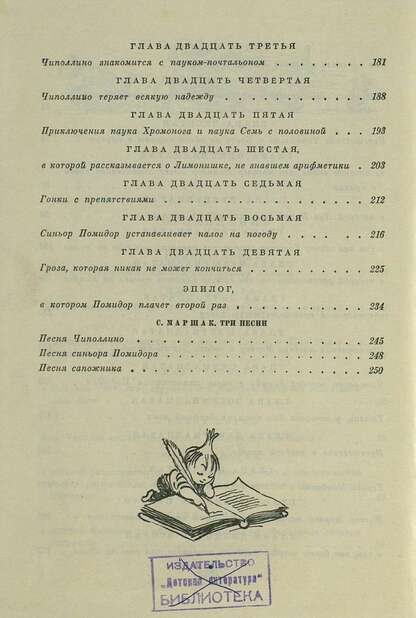 ГЛАВА ДВАДЦАТЬ ТРЕТЬЯ
Чиполлино знакомится с пауком-почтальоном . . . . . . . . 181
ГЛАВА ДВАДЦАТЬ ЧЕТВЕРТАЯ
Чиполлино теряет всякую надежду . . . . . . . . . . . 188
ГЛАВА ДВАДЦАТЬ ПЯТАЯ
Приключения паука Хромонога и паука Семь с половиной . . . 193
ГЛАВА ДВАДЦАТЬ ШЕСТАЯ,
в которой рассказывается о Лимонишке, не знавшем арифметики . 203
ГЛАВА ДВАДЦАТЬ СЕДЬМАЯ
Гонки с препятствиями . . . . . . . . . . . . . . . 212
ГЛАВА ДВАДЦАТЬ ВОСЬМАЯ
Синьор Помидор устанавливает налог на погоду . . . . . . . 216
ГЛАВА ДВАДЦАТЬ ДЕВЯТАЯ
Гроза, которая никак не может кончиться . . . . . . . . . 225
ЭПИЛОГ,
в котором Помидор плачет второй раз . . . . . . . . . . 234
С. МАРШАК. ТРИ ПЕСНИ
Песня Чиполлино . . . . . . . . . . . . . . . . . 245
Песня синьора Помидора . . . . . . . . . . . . . . . 248
Песня сапожника . . . . . . . . . . . . . . . . . 250
ИЗДАТЕЛЬСТВО
„Детская литература"
БИБЛИОТЕКА